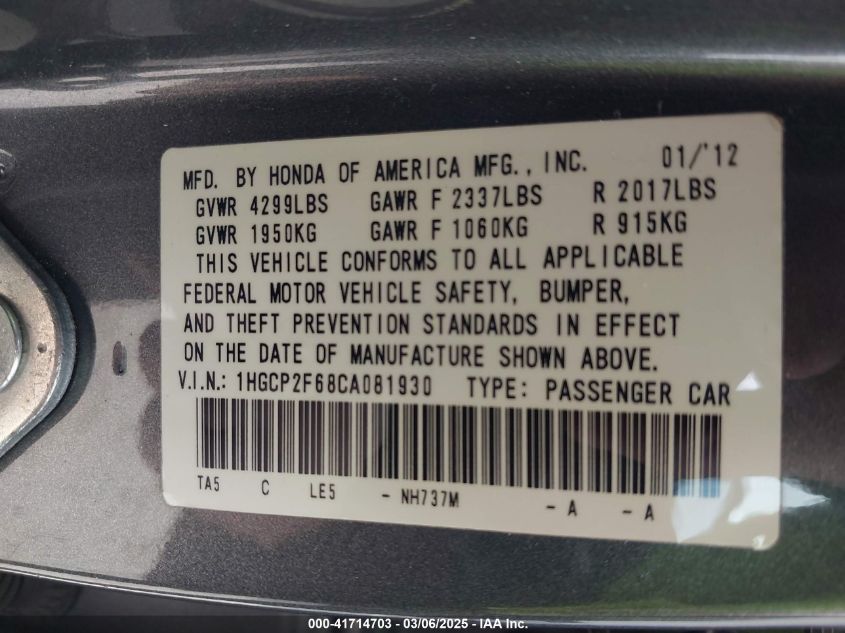 MFD. BY HONDA OF AMERICA MFG., INC. 01/'12
GVWR 4299LBS GAWR F 2337LBS R 2017LBS
GVWR 1950KG GAWR F 1060KG R 915KG
THIS VEHICLE CONFORMS TO ALL APPLICABLE
FEDERAL MOTOR VEHICLE SAFETY, BUMPER,
AND THEFT PREVENTION STANDARDS IN EFFECT
ON THE DATE OF MANUFACTURE SHOWN ABOVE.
V.I.N.: 1HGCP2F68CA081930 TYPE: PASSENGER CAR
TA5 C LE5 - NH737M - A - A
000-41714703 - 03/06/2025 - IAA Inc.